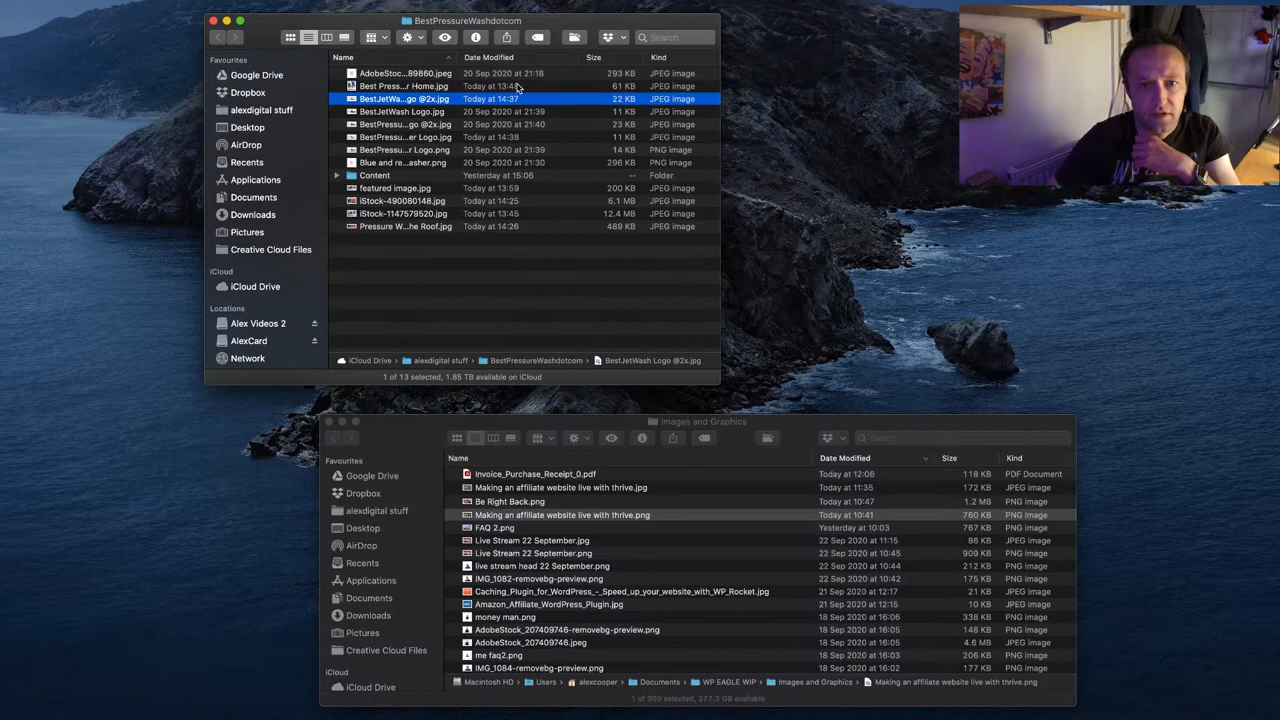 BestPressureWashdotcom
Search
Favourites
Google Drive
Dropbox
alexdigital stuff
Desktop
AirDrop
Recents
Applications
Documents
Downloads
Pictures
Creative Cloud Files
iCloud
iCloud Drive
Locations
Alex Videos 2
AlexCard
Network
Name Date Modified Size Kind
AdobeStoc...89860.jpeg 20 Sep 2020 at 21:18 293 KB JPEG image
Best Press...r Home.jpg Today at 13:48 61 KB JPEG image
BestJetWa...go @2x.jpg Today at 14:37 22 KB JPEG image
BestJetWash Logo.jpg 20 Sep 2020 at 21:39 11 KB JPEG image
BestPressu...go @2x.jpg 20 Sep 2020 at 21:40 23 KB JPEG image
BestPressu...er Logo.jpg Today at 14:38 11 KB JPEG image
BestPressu...r Logo.png 20 Sep 2020 at 21:39 14 KB PNG image
Blue and re...asher.png 20 Sep 2020 at 21:30 296 KB PNG image
Content Yesterday at 15:06 -- Folder
featured image.jpg Today at 13:59 200 KB JPEG image
iStock-490080148.jpg Today at 14:25 6.1 MB JPEG image
iStock-1147579520.jpg Today at 13:45 12.4 MB JPEG image
Pressure W...he Roof.jpg Today at 14:26 489 KB JPEG image
iCloud Drive alexdigital stuff BestPressureWashdotcom BestJetWash Logo @2x.jpg
1 of 13 selected, 1.85 TB available on iCloud
Images and Graphics
Search
Favourites
Google Drive
Dropbox
alexdigital stuff
Desktop
AirDrop
Recents
Applications
Documents
Downloads
Pictures
Creative Cloud Files
iCloud
iCloud Drive
Name Date Modified Size Kind
Invoice_Purchase_Receipt_0.pdf Today at 12:06 118 KB PDF Document
Making an affiliate website live with thrive.jpg Today at 11:35 172 KB JPEG image
Be Right Back.png Today at 10:47 1.2 MB PNG image
Making an affiliate website live with thrive.png Today at 10:41 760 KB PNG image
FAQ 2.png Yesterday at 10:03 767 KB PNG image
Live Stream 22 September.jpg 22 Sep 2020 at 11:15 86 KB JPEG image
Live Stream 22 September.png 22 Sep 2020 at 10:45 909 KB PNG image
live stream head 22 September.png 22 Sep 2020 at 10:44 208 KB PNG image
IMG_1082-removebg-preview.png 22 Sep 2020 at 10:42 175 KB PNG image
Caching_Plugin_for_WordPress_-_Speed_up_your_website_with_WP_Rocket.jpg 21 Sep 2020 at 12:17 21 KB JPEG image
Amazon_Affiliate_WordPress_Plugin.jpg 21 Sep 2020 at 12:15 10 KB JPEG image
money man.png 18 Sep 2020 at 16:05 338 KB PNG image
AdobeStock_207409746-removebg-preview.png 18 Sep 2020 at 16:05 148 KB PNG image
AdobeStock_207409746.jpeg 18 Sep 2020 at 16:05 4.6 MB JPEG image
me faq2.png 18 Sep 2020 at 16:03 206 KB PNG image
IMG_1084-removebg-preview.png 18 Sep 2020 at 16:02 177 KB PNG image
Macintosh HD Users alexcooper Documents WP EAGLE WIP Images and Graphics Making an affiliate website live with thrive.png
1 of 309 selected, 377.3 GB available